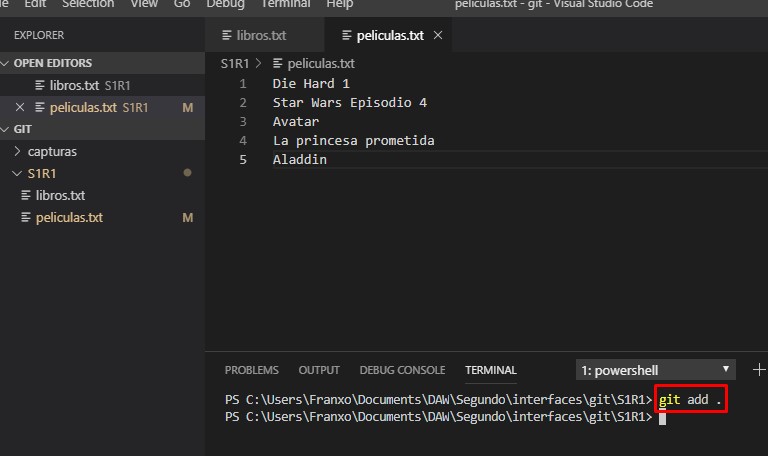 Edit Selection View Go Debug Terminal Help peliculas.txt - git - Visual Studio Code
EXPLORER
libros.txt peliculas.txt
OPEN EDITORS
libros.txt S1R1
peliculas.txt S1R1 M
GIT
capturas
S1R1
libros.txt
peliculas.txt M
S1R1 > peliculas.txt
1 Die Hard 1
2 Star Wars Episodio 4
3 Avatar
4 La princesa prometida
5 Aladdin
PROBLEMS OUTPUT DEBUG CONSOLE TERMINAL 1: powershell
PS C:\Users\Franxo\Documents\DAW\Segundo\interfaces\git\S1R1> git add .
PS C:\Users\Franxo\Documents\DAW\Segundo\interfaces\git\S1R1>